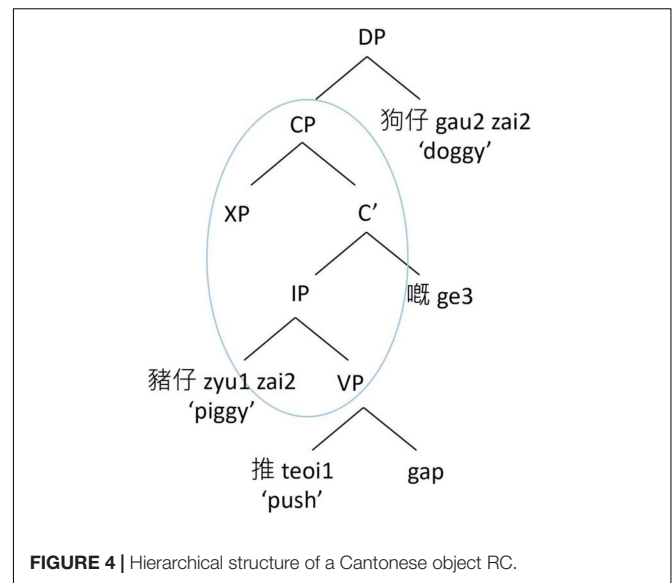 DP
CP
狗仔 gau2 zai2
‘doggy’
XP
C’
IP
嘅 ge3
豬仔 zyu1 zai2
‘piggy’
VP
推 teoi1
‘push’
gap
FIGURE 4 | Hierarchical structure of a Cantonese object RC.